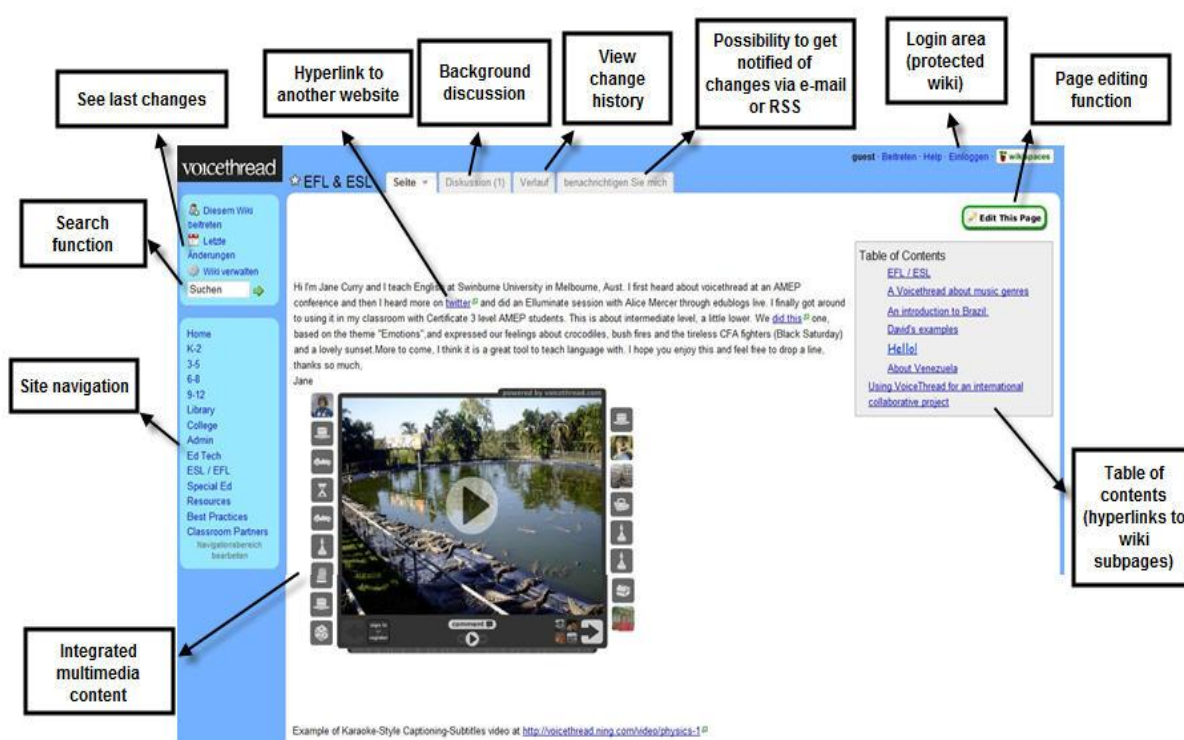 See last changes
Hyperlink to
another website
Background
discussion
View
change
history
Possibility to get
notified of
changes via e-mail
or RSS
Login area
(protected
wiki)
Page editing
function
Search
function
Site navigation
Integrated
multimedia
content
Table of
contents
(hyperlinks to
wiki
subpages)
voicethread
guest · Beitreten · Help · Einloggen · wikispaces
EFL & ESL
Seite
Diskussion (1)
Verlauf
benachrichtigen Sie mich
Edit This Page
Diesem Wiki
beitreten
Letzte
Änderungen
Wiki verwalten
Suchen
Home
K-2
3-5
6-8
9-12
Library
College
Admin
Ed Tech
ESL / EFL
Special Ed
Resources
Best Practices
Classroom Partners
Navigationsbereich
bearbeiten
Hi I'm Jane Curry and I teach English at Swinburne University in Melbourne, Aust. I first heard about voicethread at an AMEP
conference and then I heard more on twitter and did an Elluminate session with Alice Mercer through edublogs live. I finally got around
to using it in my classroom with Certificate 3 level AMEP students. This is about intermediate level, a little lower. We did this one,
based on the theme "Emotions",and expressed our feelings about crocodiles, bush fires and the tireless CFA fighters (Black Saturday)
and a lovely sunset.More to come, I think it is a great tool to teach language with. I hope you enjoy this and feel free to drop a line,
thanks so much,
Jane
Table of Contents
EFL / ESL
A Voicethread about music genres
An introduction to Brazil.
David's examples
Hello!
About Venezuela
Using VoiceThread for an international
collaborative project
powered by voicethread.com
sign in
or
register
comment
Example of Karaoke-Style Captioning-Subtitles video at http://voicethread.ning.com/video/physics-1